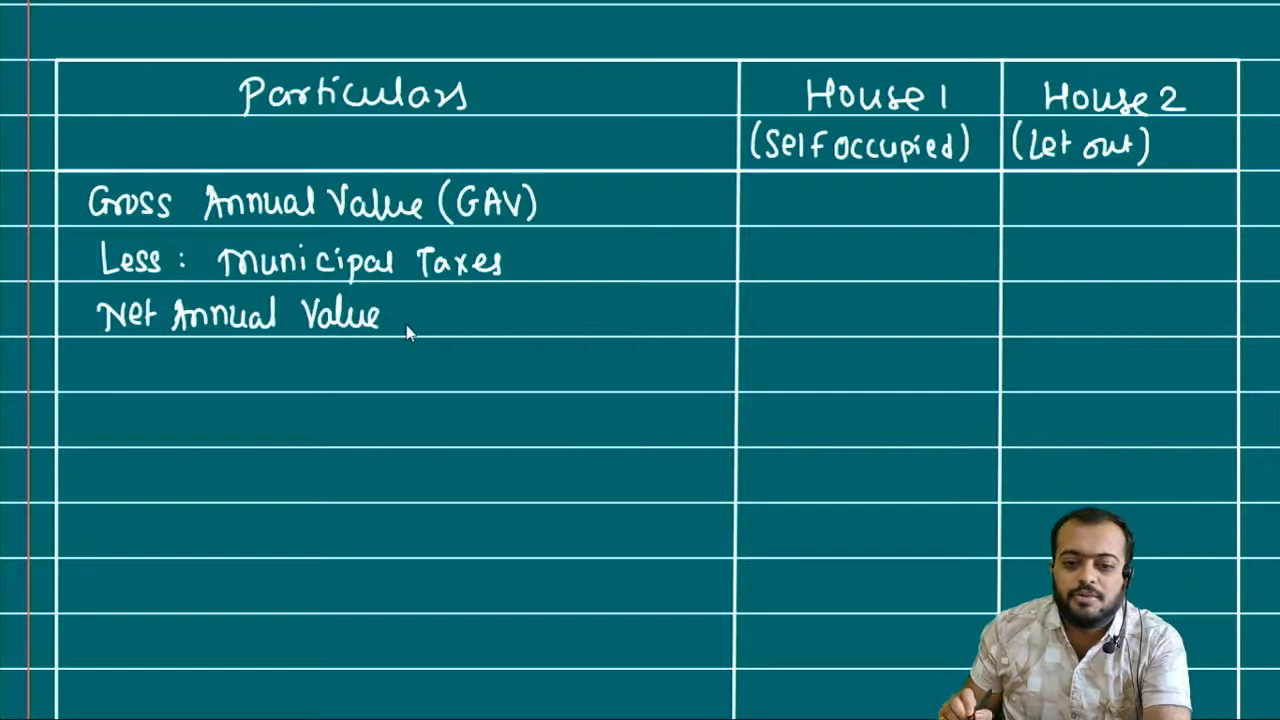 Particulars House 1 House 2
(Self occupied) (Let out)
Gross Annual Value (GAV)
Less : Municipal Taxes
Net Annual Value